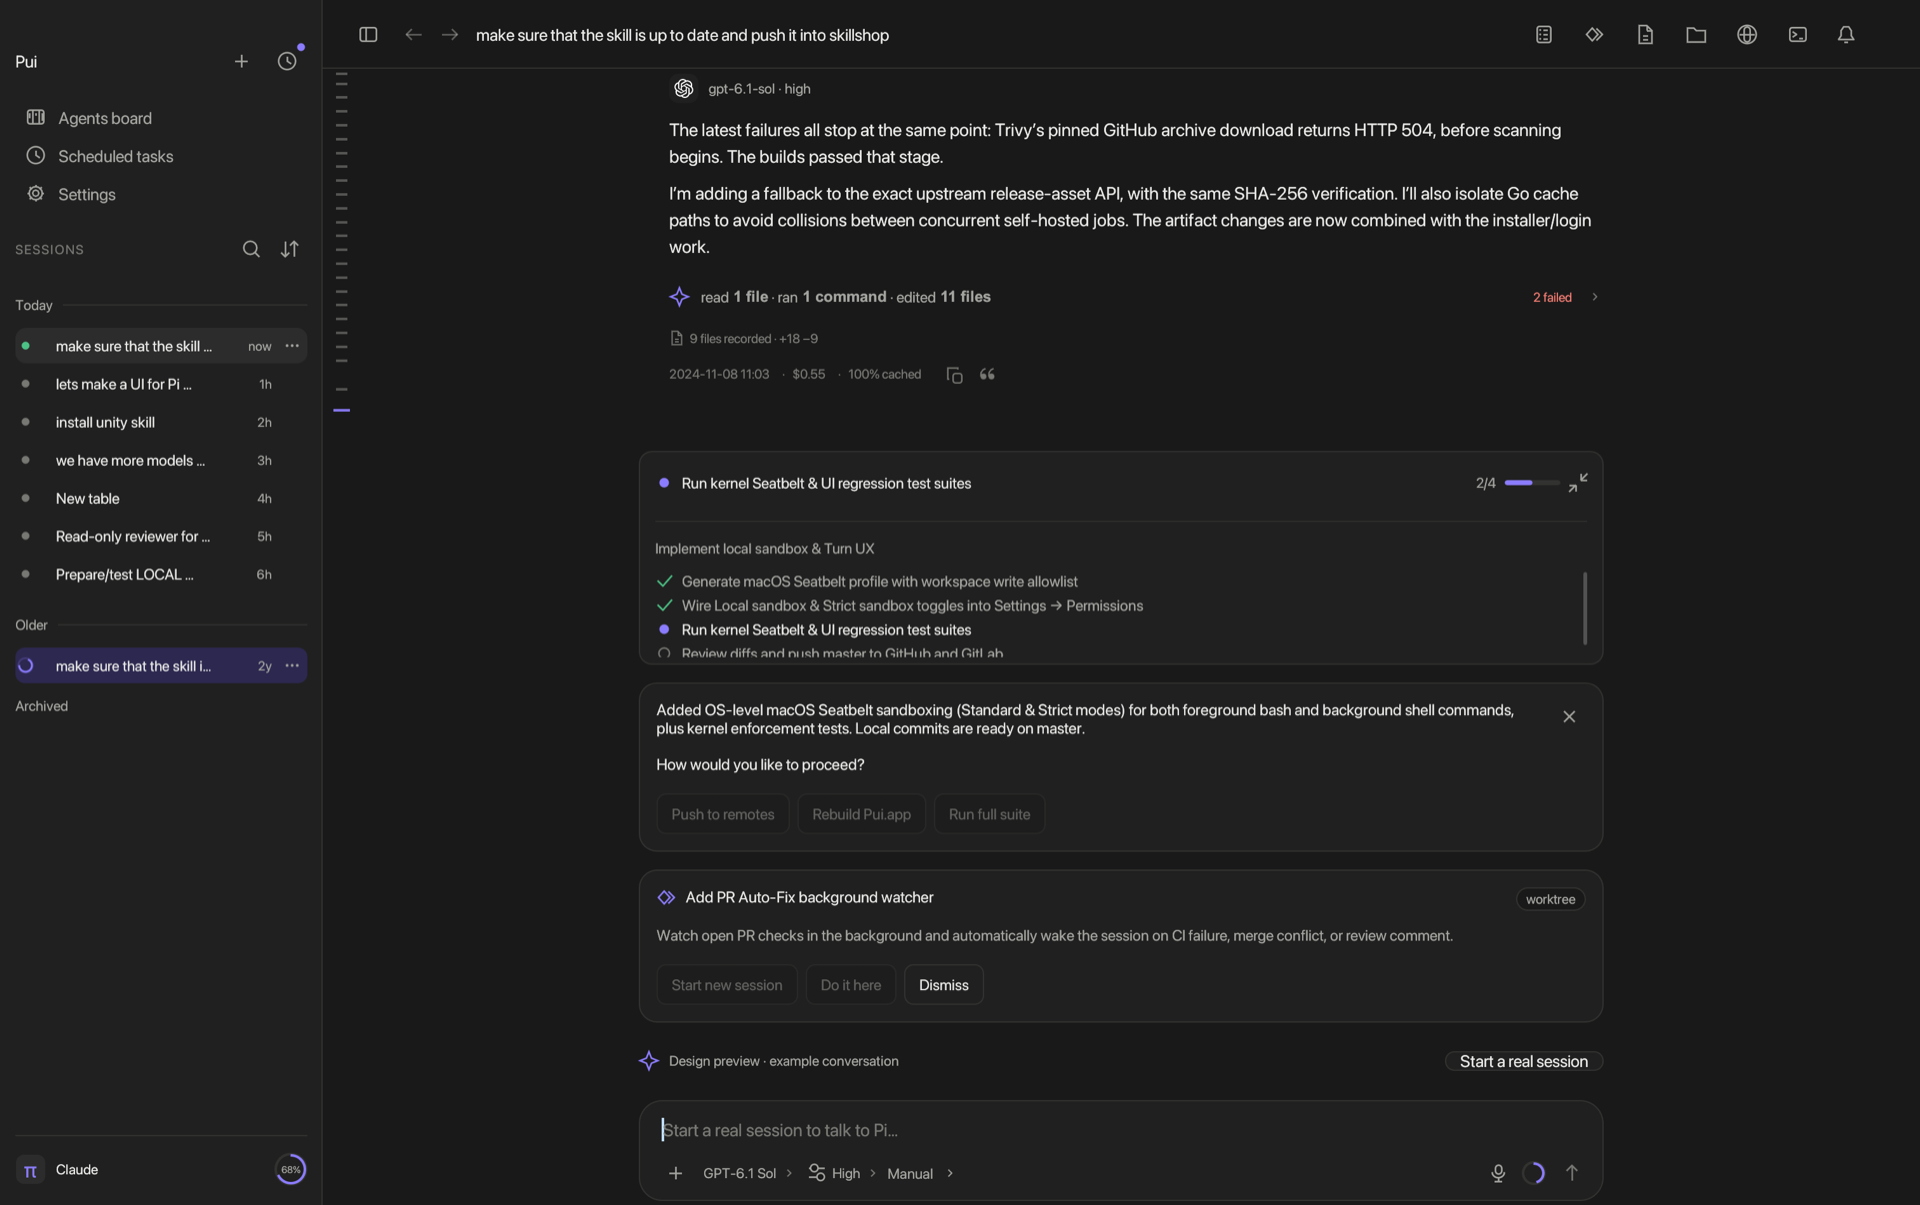 Pui
Agents board
Scheduled tasks
Settings
SESSIONS
Today
make sure that the skill ... now
lets make a UI for Pi ... 1h
install unity skill 2h
we have more models ... 3h
New table 4h
Read-only reviewer for ... 5h
Prepare/test LOCAL ... 6h
Older
make sure that the skill i... 2y
Archived
π Claude 68%
make sure that the skill is up to date and push it into skillshop
gpt-6.1-sol · high
The latest failures all stop at the same point: Trivy's pinned GitHub archive download returns HTTP 504, before scanning
begins. The builds passed that stage.
I'm adding a fallback to the exact upstream release-asset API, with the same SHA-256 verification. I'll also isolate Go cache
paths to avoid collisions between concurrent self-hosted jobs. The artifact changes are now combined with the installer/login
work.
read 1 file · ran 1 command · edited 11 files 2 failed
9 files recorded · +18 −9
2024-11-08 11:03 · $0.55 · 100% cached
Run kernel Seatbelt & UI regression test suites 2/4
Implement local sandbox & Turn UX
Generate macOS Seatbelt profile with workspace write allowlist
Wire Local sandbox & Strict sandbox toggles into Settings → Permissions
Run kernel Seatbelt & UI regression test suites
Review diffs and push master to GitHub and GitLab
Added OS-level macOS Seatbelt sandboxing (Standard & Strict modes) for both foreground bash and background shell commands,
plus kernel enforcement tests. Local commits are ready on master.
How would you like to proceed?
Push to remotes Rebuild Pui.app Run full suite
Add PR Auto-Fix background watcher worktree
Watch open PR checks in the background and automatically wake the session on CI failure, merge conflict, or review comment.
Start new session Do it here Dismiss
Design preview · example conversation Start a real session
Start a real session to talk to Pi...
GPT-6.1 Sol High Manual